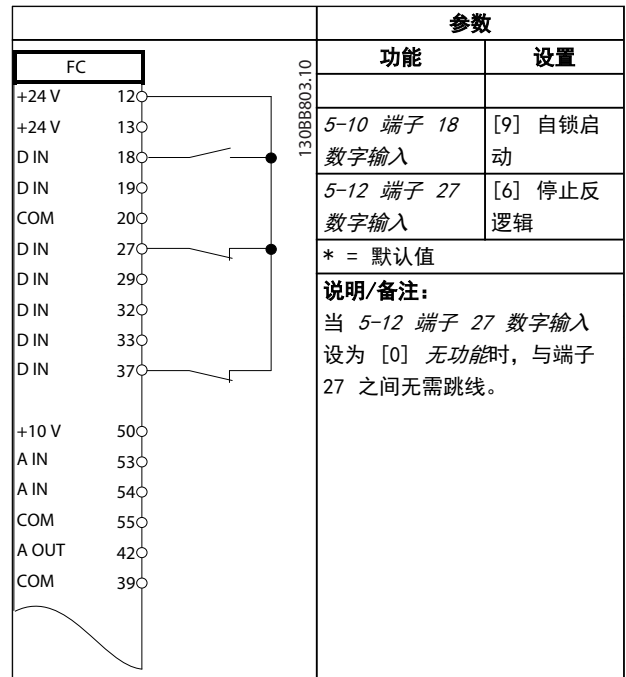 FC
+24 V 12
+24 V 13
D IN 18
D IN 19
COM 20
D IN 27
D IN 29
D IN 32
D IN 33
D IN 37
+10 V 50
A IN 53
A IN 54
COM 55
A OUT 42
COM 39
130BB803.10
参数
功能 设置
5-10 端子 18 [9] 自锁启
数字输入 动
5-12 端子 27 [6] 停止反
数字输入 逻辑
* = 默认值
说明/备注:
当 5-12 端子 27 数字输入
设为 [0] 无功能时, 与端子
27 之间无需跳线。